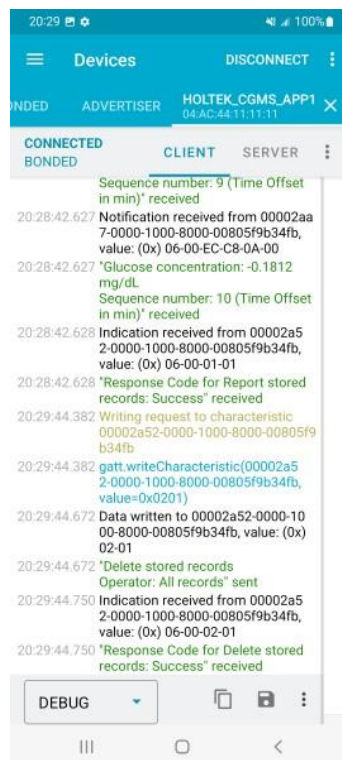 20:29 100%
Devices DISCONNECT
ONDED ADVERTISER HOLTEK_CGMS_APP1
04:AC:44:11:11:11
CONNECTED
BONDED CLIENT SERVER
Sequence number: 9 (Time Offset
in min)" received
20:28:42.627 Notification received from 00002aa
7-0000-1000-8000-00805f9b34fb,
value: (0x) 06-00-EC-C8-0A-00
20:28:42.627 "Glucose concentration: -0.1812
mg/dL
Sequence number: 10 (Time Offset
in min)" received
20:28:42.628 Indication received from 00002a5
2-0000-1000-8000-00805f9b34fb,
value: (0x) 06-00-01-01
20:28:42.628 "Response Code for Report stored
records: Success" received
20:29:44.382 Writing request to characteristic
00002a52-0000-1000-8000-00805f9
b34fb
20:29:44.382 gatt.writeCharacteristic(00002a5
2-0000-1000-8000-00805f9b34fb,
value=0x0201)
20:29:44.672 Data written to 00002a52-0000-10
00-8000-00805f9b34fb, value: (0x)
02-01
20:29:44.672 "Delete stored records
Operator: All records" sent
20:29:44.750 Indication received from 00002a5
2-0000-1000-8000-00805f9b34fb,
value: (0x) 06-00-02-01
20:29:44.750 "Response Code for Delete stored
records: Success" received
DEBUG